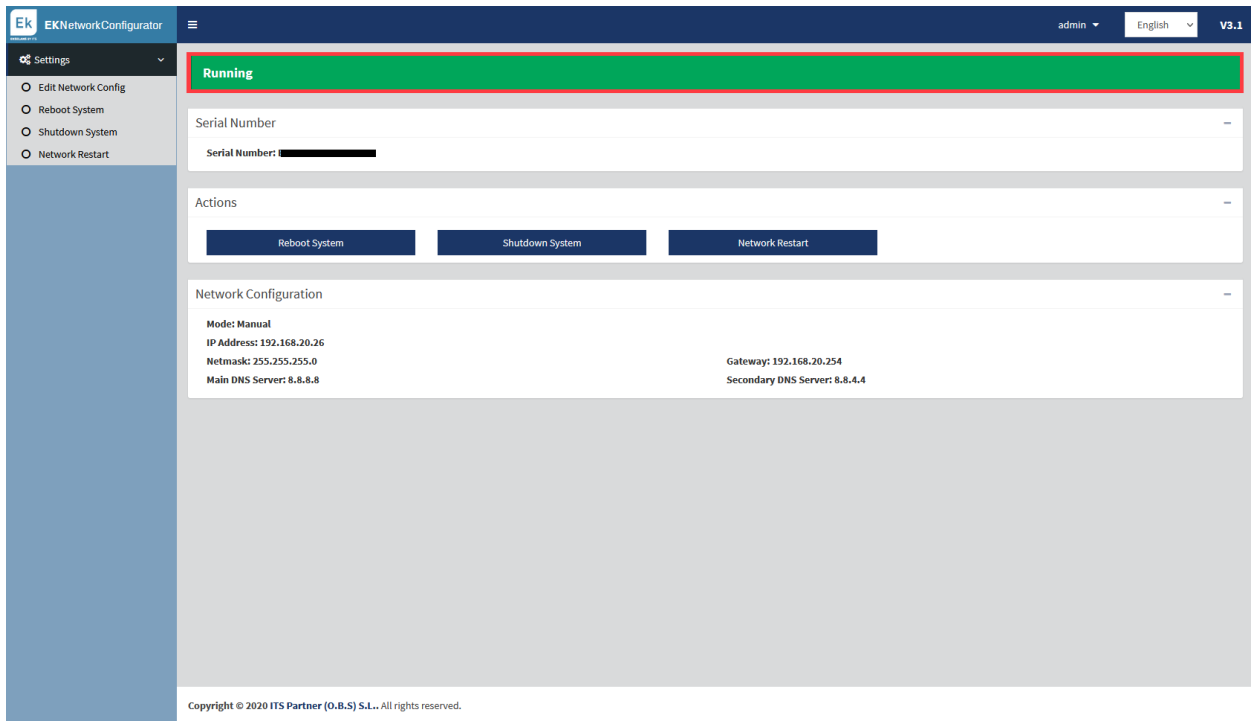 Ek EKNetworkConfigurator
admin English V3.1
Settings
Edit Network Config
Reboot System
Shutdown System
Network Restart
Running
Serial Number
Serial Number:
Actions
Reboot System Shutdown System Network Restart
Network Configuration
Mode: Manual
IP Address: 192.168.20.26
Netmask: 255.255.255.0 Gateway: 192.168.20.254
Main DNS Server: 8.8.8.8 Secondary DNS Server: 8.8.4.4
Copyright © 2020 ITS Partner (O.B.S) S.L.. All rights reserved.